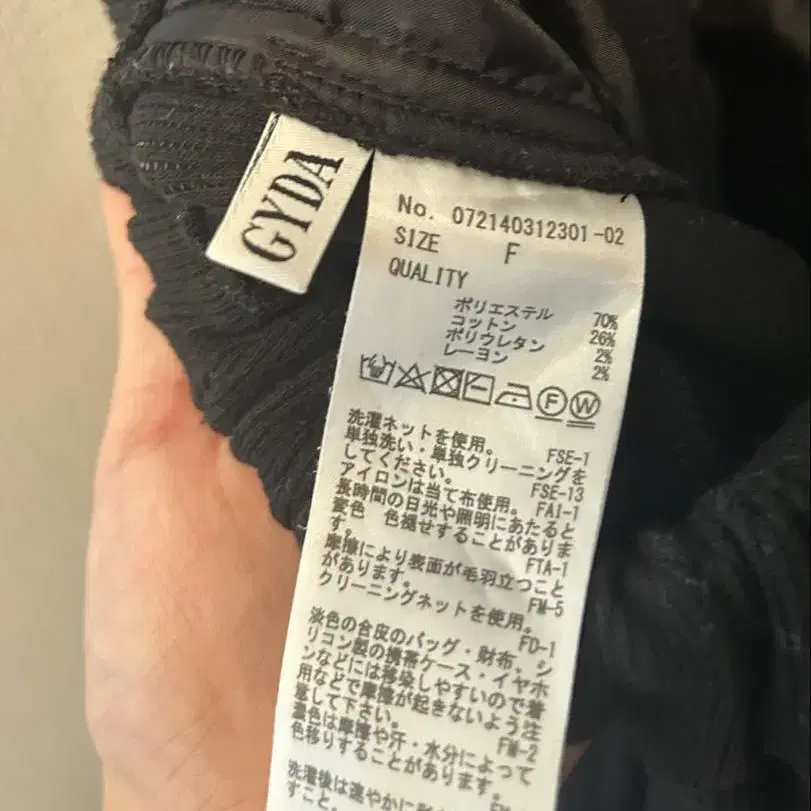 GYDA
No. 072140312301-02
SIZE F
QUALITY
ポリエステル 70%
コットン 26%
ポリウレタン 2%
レーヨン 2%
F W
洗濯ネットを使用。 FSE-1
単独洗い・単独クリーニングを
してください。 FSE-13
アイロンは当て布使用。 FAI-1
長時間の日光や照明にあたると
変色 色褪せすることがありま
す。 FTA-1
摩擦により表面が毛羽立つこと
があります。 FM-5
クリーニングネットを使用。
FD-1
淡色の合皮のバッグ・財布、シ
リコン製の携帯ケース・イヤホ
ンなどには移染しやすいので着
用などで摩擦が起きないよう注
意して下さい。 FM-2
濃色は摩擦や汗・水分によって
色移りすることがあります。
洗濯後は速やかに形
すこと。